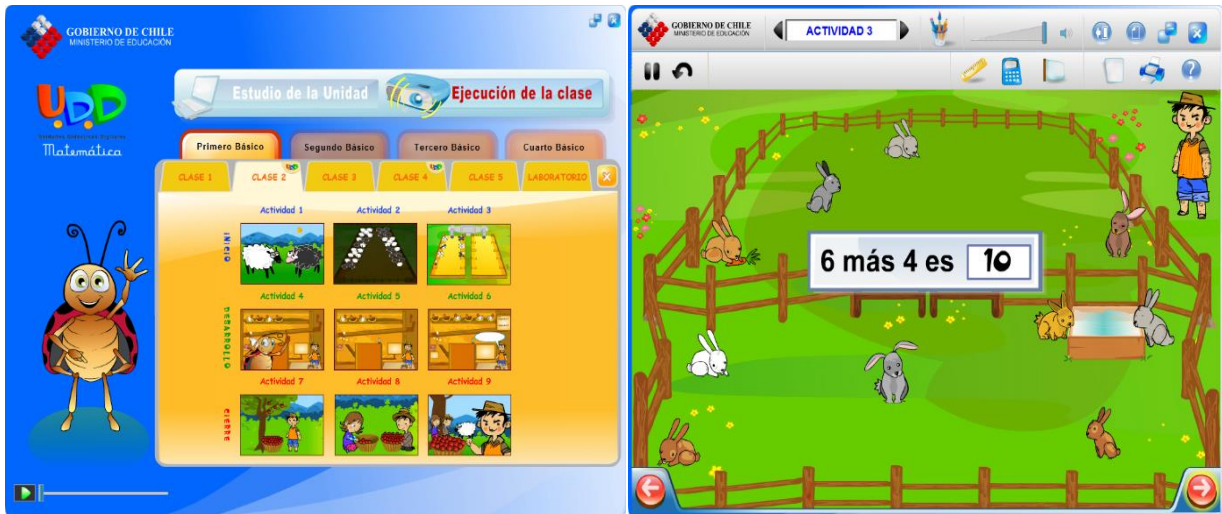 GOBIERNO DE CHILE
MINISTERIO DE EDUCACIÓN
UDD
Matemática
Estudio de la Unidad
Ejecución de la clase
Primero Básico
Segundo Básico
Tercero Básico
Cuarto Básico
CLASE 1
CLASE 2
CLASE 3
CLASE 4
CLASE 5
LABORATORIO
INICIO
Actividad 1
Actividad 2
Actividad 3
DESARROLLO
Actividad 4
Actividad 5
Actividad 6
CIERRE
Actividad 7
Actividad 8
Actividad 9
GOBIERNO DE CHILE
MINISTERIO DE EDUCACIÓN
ACTIVIDAD 3
6 más 4 es 10